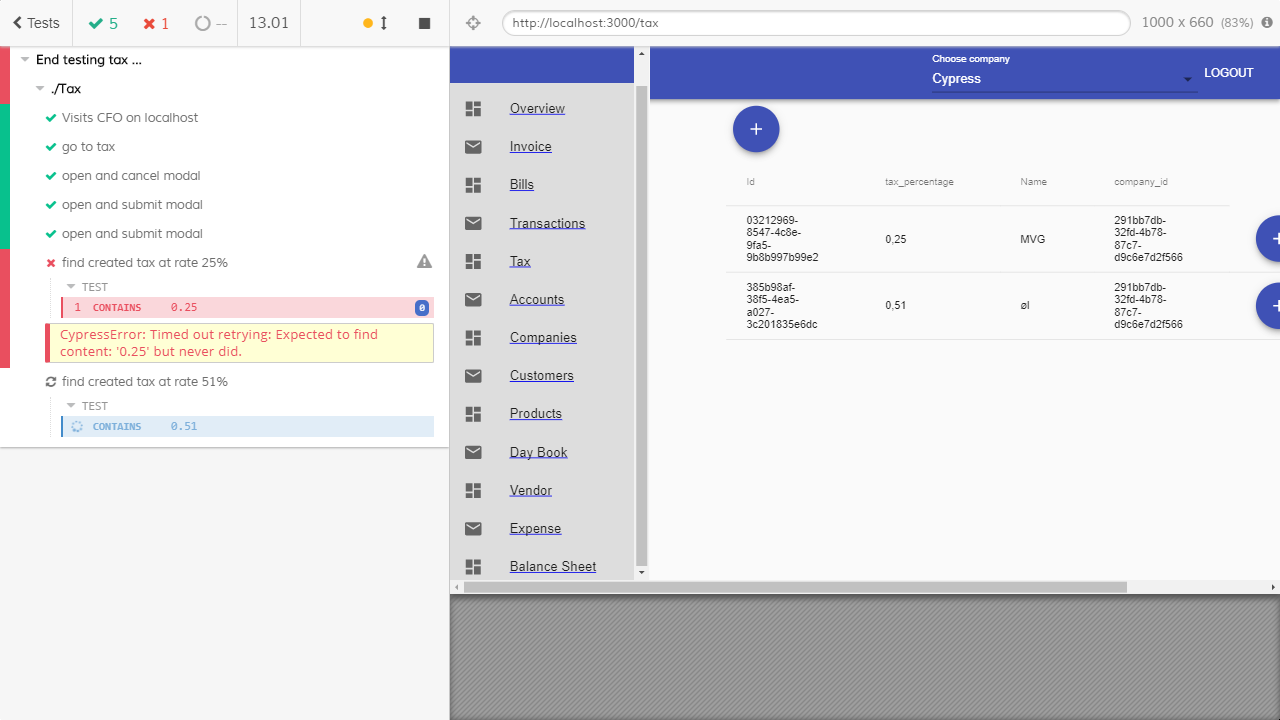 Tests
5
1
--
13.01
http://localhost:3000/tax
1000 x 660 (83%)
End testing tax ...
./Tax
Visits CFO on localhost
go to tax
open and cancel modal
open and submit modal
open and submit modal
find created tax at rate 25%
TEST
1 CONTAINS 0.25 0
CypressError: Timed out retrying: Expected to find
content: '0.25' but never did.
find created tax at rate 51%
TEST
CONTAINS 0.51
Overview
Invoice
Bills
Transactions
Tax
Accounts
Companies
Customers
Products
Day Book
Vendor
Expense
Balance Sheet
Choose company
Cypress
LOGOUT
Id tax_percentage Name company_id
03212969-
8547-4c8e-
9fa5-
9b8b997b99e2
0,25
MVG
291bb7db-
32fd-4b78-
87c7-
d9c6e7d2f566
385b98af-
38f5-4ea5-
a027-
3c201835e6dc
0,51
øl
291bb7db-
32fd-4b78-
87c7-
d9c6e7d2f566